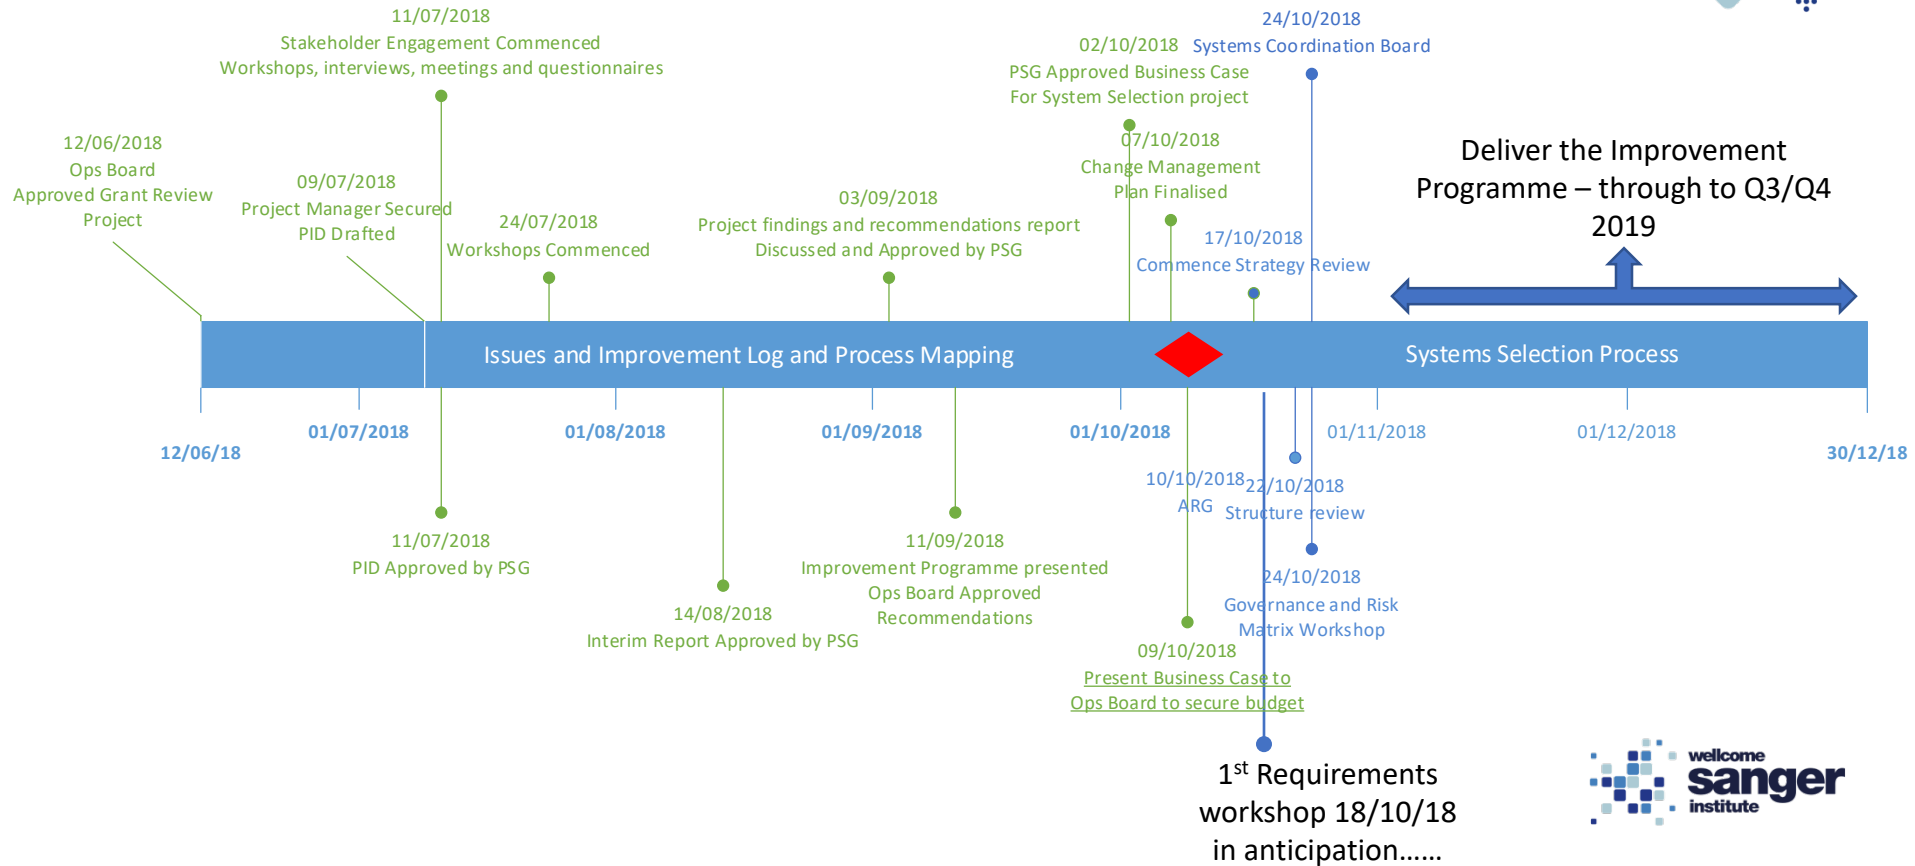 11/07/2018
Stakeholder Engagement Commenced
Workshops, interviews, meetings and questionnaires
24/10/2018
Systems Coordination Board
02/10/2018
PSG Approved Business Case
For System Selection project
12/06/2018
Ops Board
Approved Grant Review
Project
09/07/2018
Project Manager Secured
PID Drafted
24/07/2018
Workshops Commenced
03/09/2018
Project findings and recommendations report
Discussed and Approved by PSG
07/10/2018
Change Management
Plan Finalised
17/10/2018
Commence Strategy Review
Deliver the Improvement
Programme – through to Q3/Q4
2019
Issues and Improvement Log and Process Mapping
Systems Selection Process
12/06/18
01/07/2018
01/08/2018
01/09/2018
01/10/2018
01/11/2018
01/12/2018
30/12/18
11/07/2018
PID Approved by PSG
14/08/2018
Interim Report Approved by PSG
11/09/2018
Improvement Programme presented
Ops Board Approved
Recommendations
10/10/2018
ARG
22/10/2018
Structure review
24/10/2018
Governance and Risk
Matrix Workshop
09/10/2018
Present Business Case to
Ops Board to secure budget
1st Requirements
workshop 18/10/18
in anticipation......
wellcome
sanger
institute